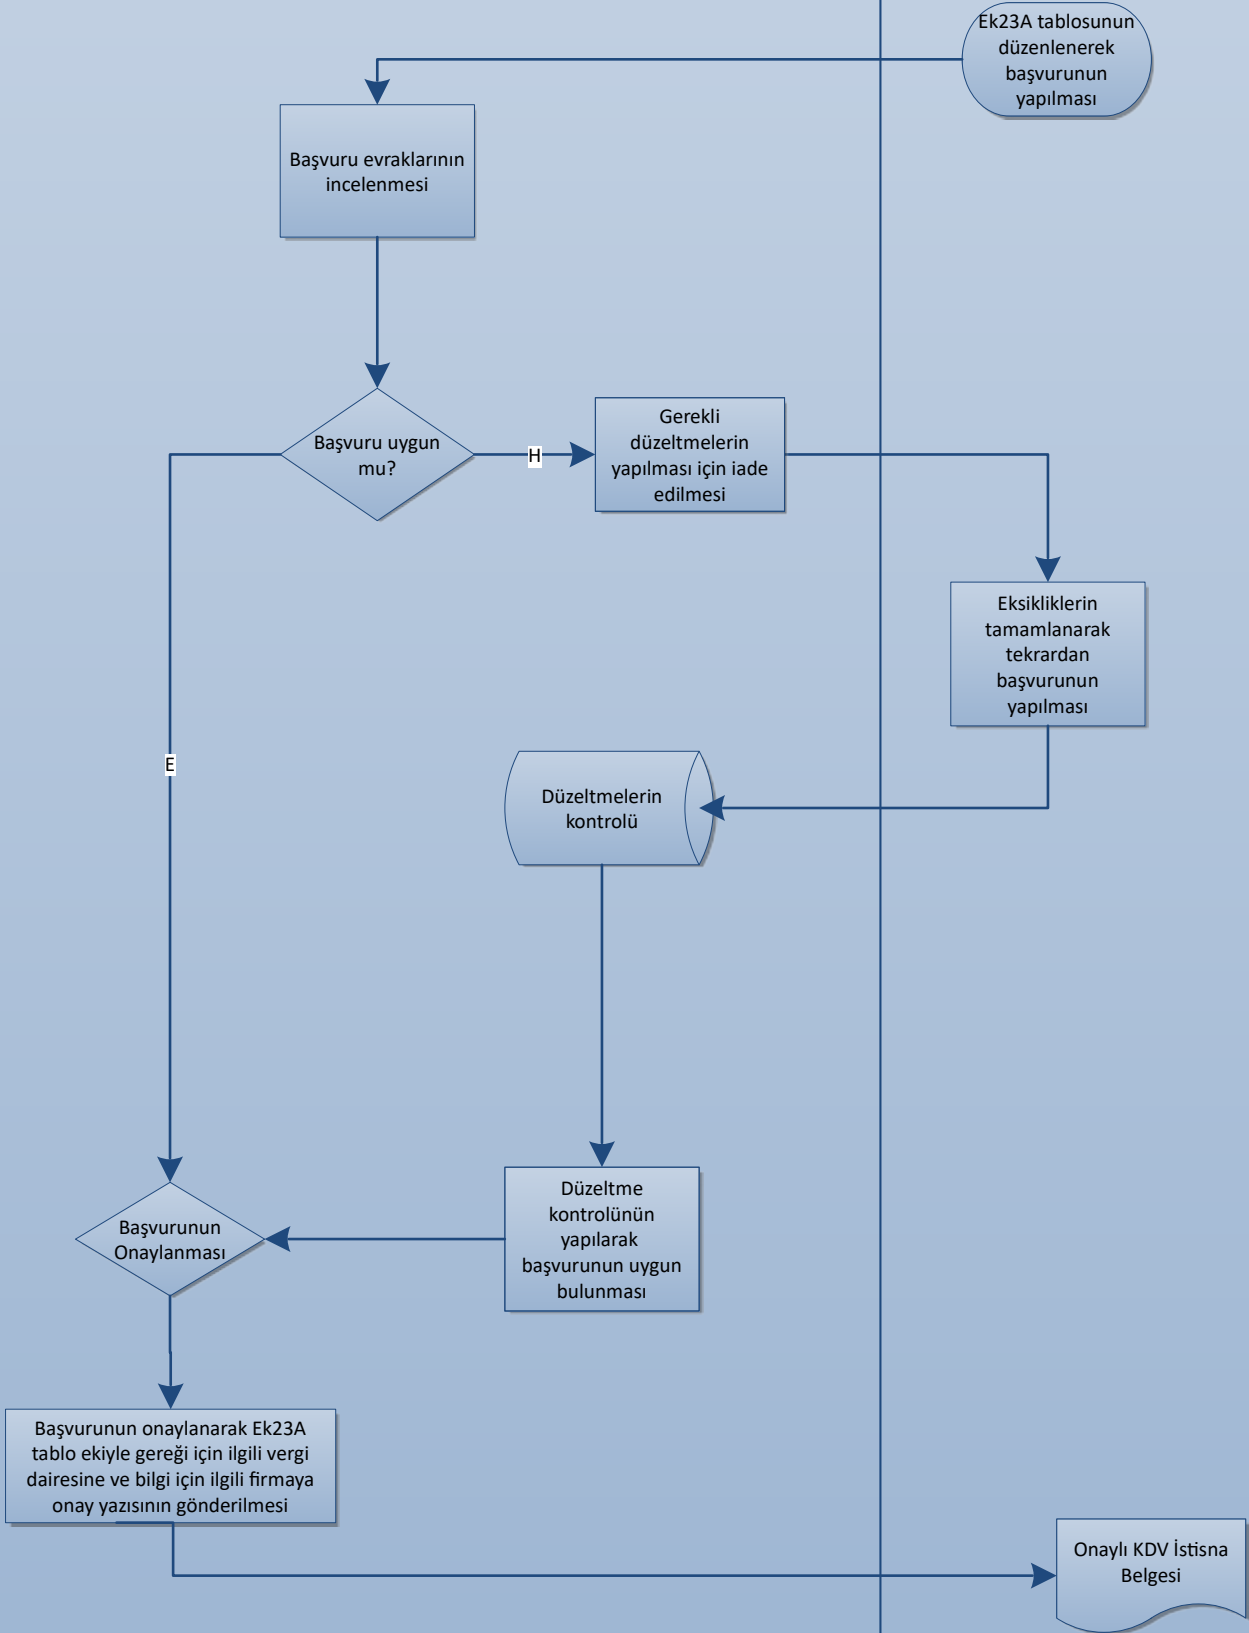 Ek23A tablosunun
düzenlenerek
başvurunun
yapılması
Başvuru evraklarının
incelenmesi
Başvuru uygun
mu?
H
Gerekli
düzeltmelerin
yapılması için iade
edilmesi
Eksikliklerin
tamamlanarak
tekrardan
başvurunun
yapılması
E
Düzeltmelerin
kontrolü
Düzeltme
kontrolünün
yapılarak
başvurunun uygun
bulunması
Başvurunun
Onaylanması
Başvurunun onaylanarak Ek23A
tablo ekiyle gereği için ilgili vergi
dairesine ve bilgi için ilgili firmaya
onay yazısının gönderilmesi
Onaylı KDV İstisna
Belgesi